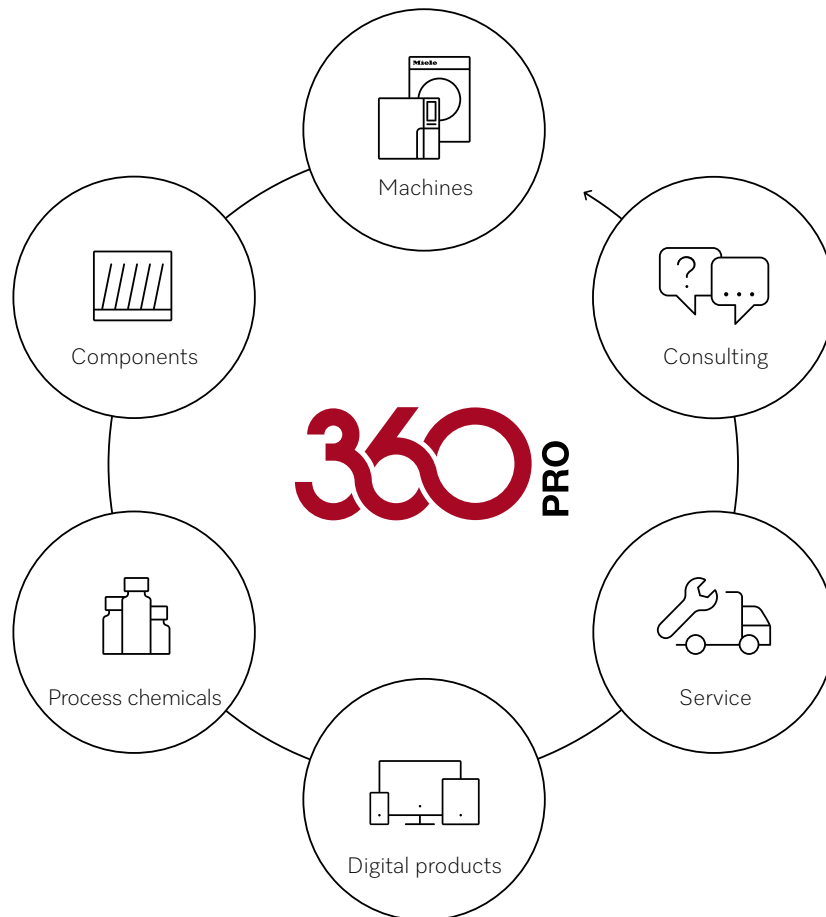 Miele
Machines
Components
Consulting
360 PRO
Process chemicals
Service
Digital products